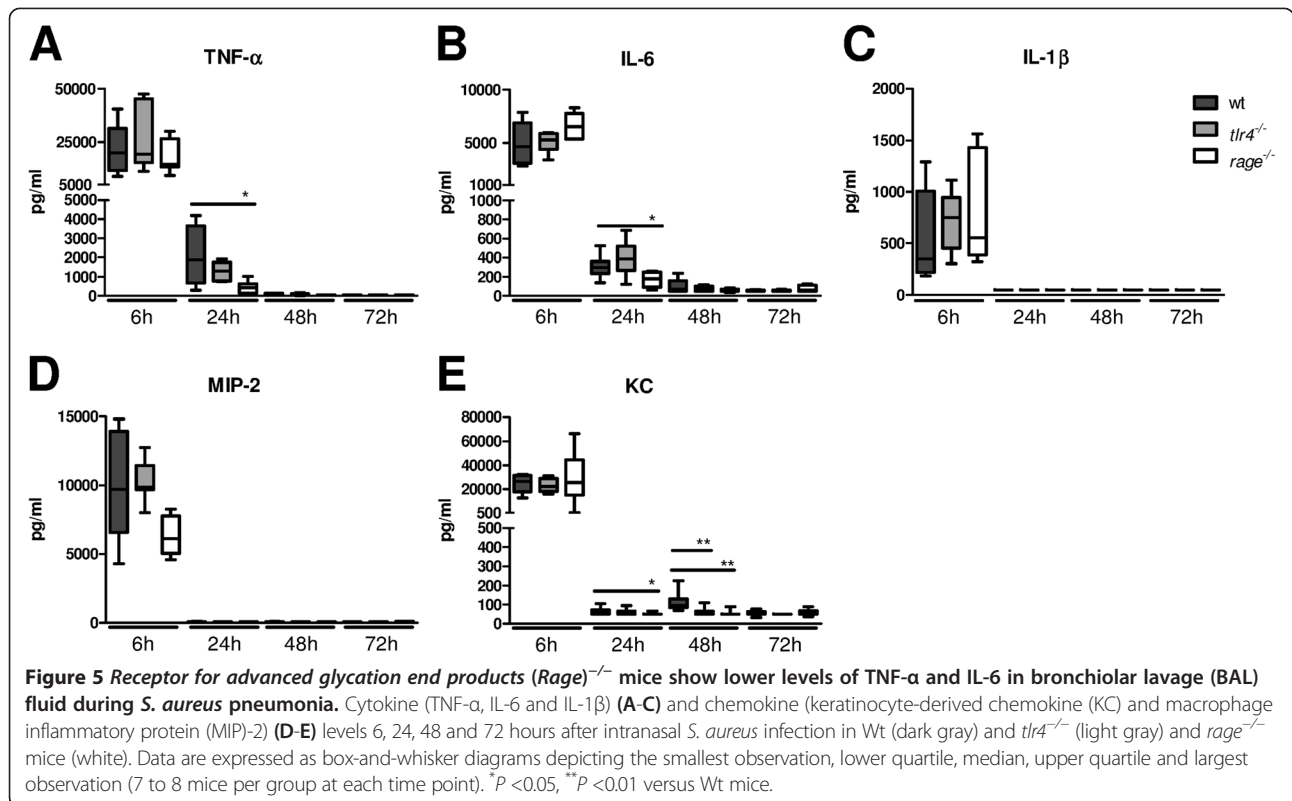 A
TNF-α
50000
25000
5000
5000
4000
3000
2000
1000
0
pg/ml
*
6h 24h 48h 72h
B
IL-6
10000
5000
1000
1000
800
600
400
200
0
pg/ml
*
6h 24h 48h 72h
C
IL-1β
2000
1500
1000
500
0
pg/ml
6h 24h 48h 72h
wt
tlr4-/-
rage-/-
D
MIP-2
15000
10000
5000
0
pg/ml
6h 24h 48h 72h
E
KC
80000
60000
40000
20000
500
500
400
300
200
100
0
pg/ml
*
**
**
6h 24h 48h 72h
Figure 5 Receptor for advanced glycation end products (Rage)−/− mice show lower levels of TNF-α and IL-6 in bronchiolar lavage (BAL)
fluid during S. aureus pneumonia. Cytokine (TNF-α, IL-6 and IL-1β) (A-C) and chemokine (keratinocyte-derived chemokine (KC) and macrophage
inflammatory protein (MIP)-2) (D-E) levels 6, 24, 48 and 72 hours after intranasal S. aureus infection in Wt (dark gray) and tlr4−/− (light gray) and rage−/−
mice (white). Data are expressed as box-and-whisker diagrams depicting the smallest observation, lower quartile, median, upper quartile and largest
observation (7 to 8 mice per group at each time point). *P <0.05, **P <0.01 versus Wt mice.